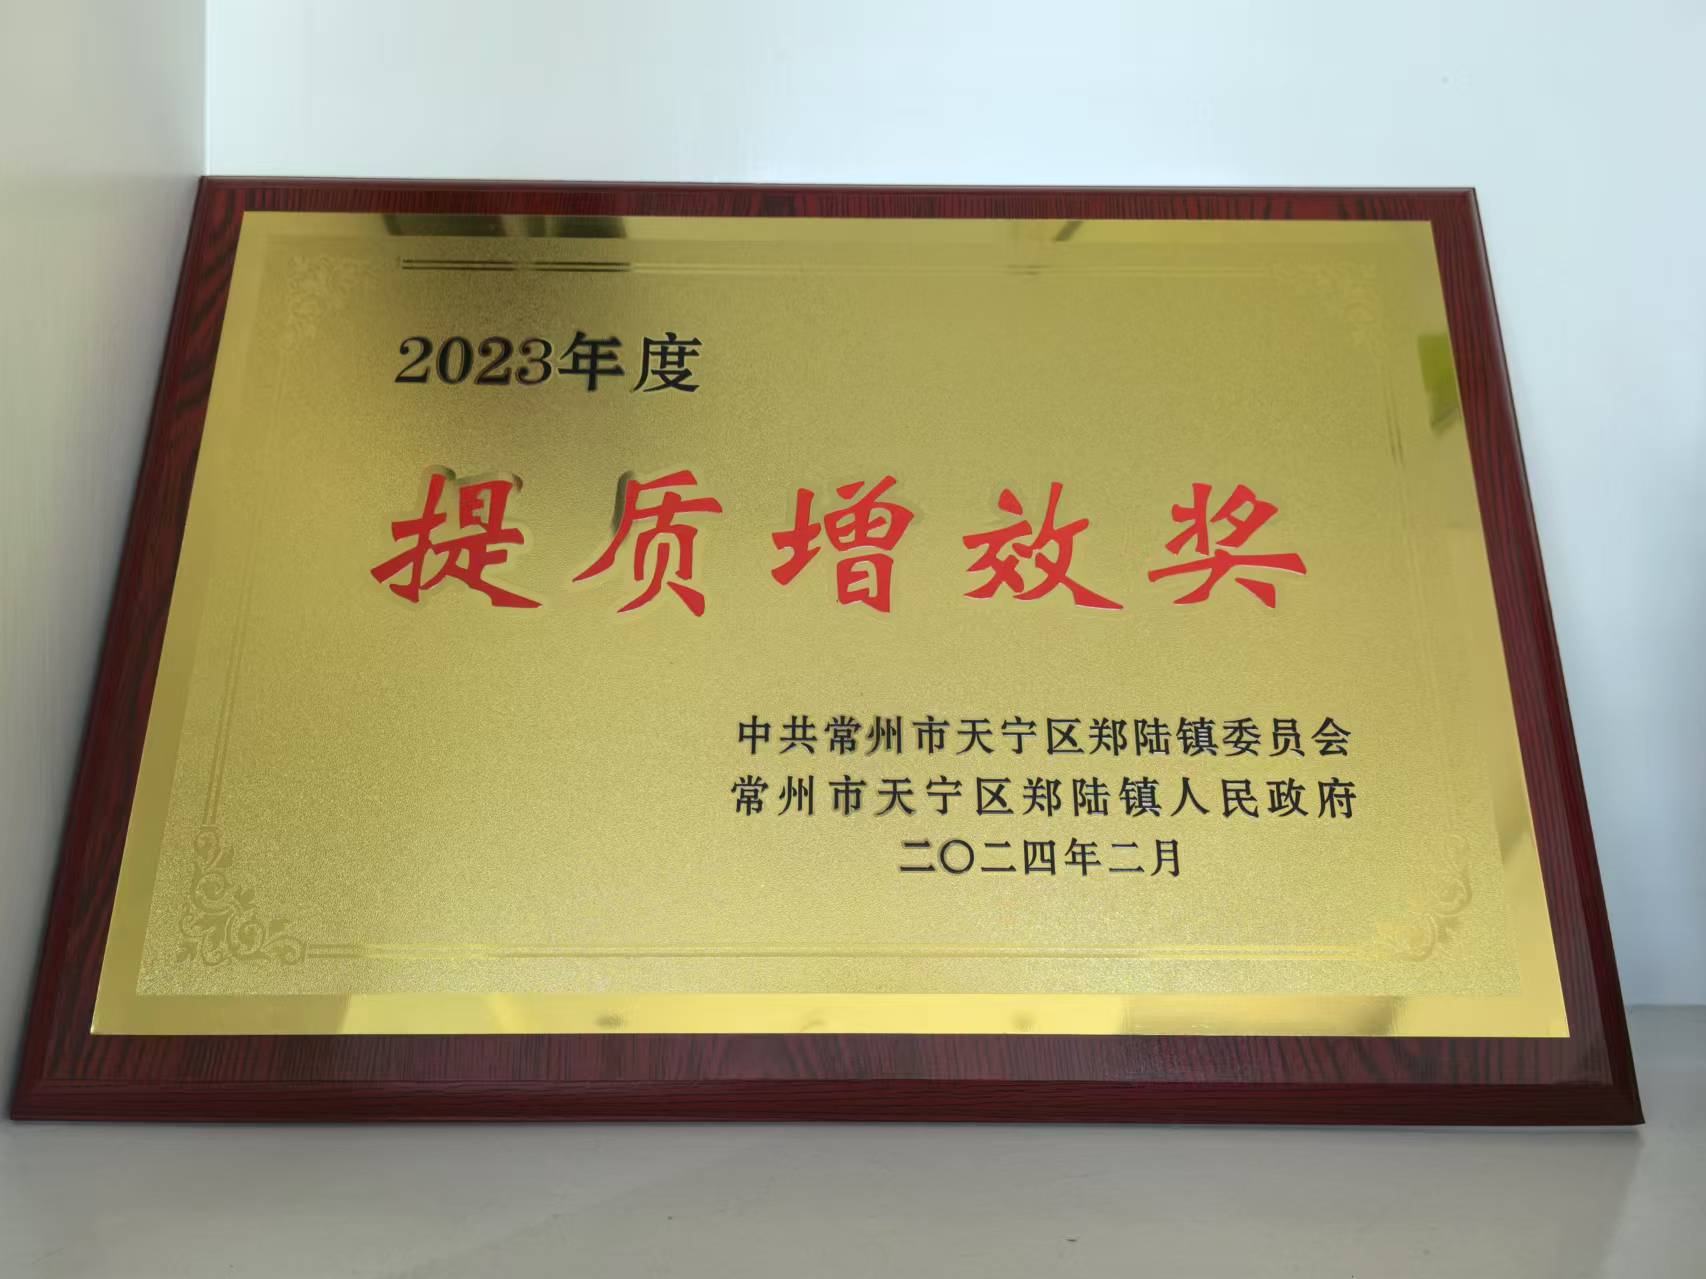 2023年度
提质增效奖
中共常州市天宁区郑陆镇委员会
常州市天宁区郑陆镇人民政府
二〇二四年二月